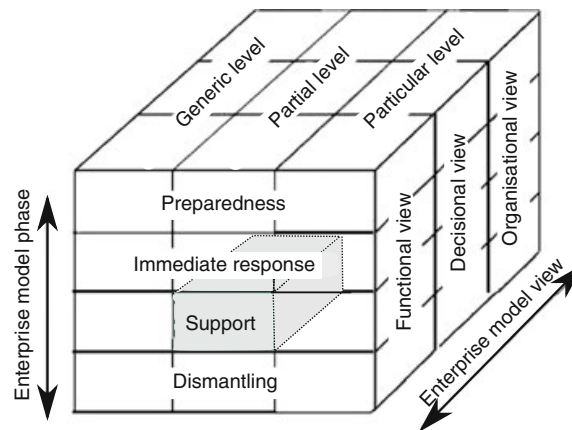 Generic level
Partial level
Particular level
Preparedness
Immediate response
Support
Dismantling
Functional view
Decisional view
Organisational view
Enterprise model phase
Enterprise model view